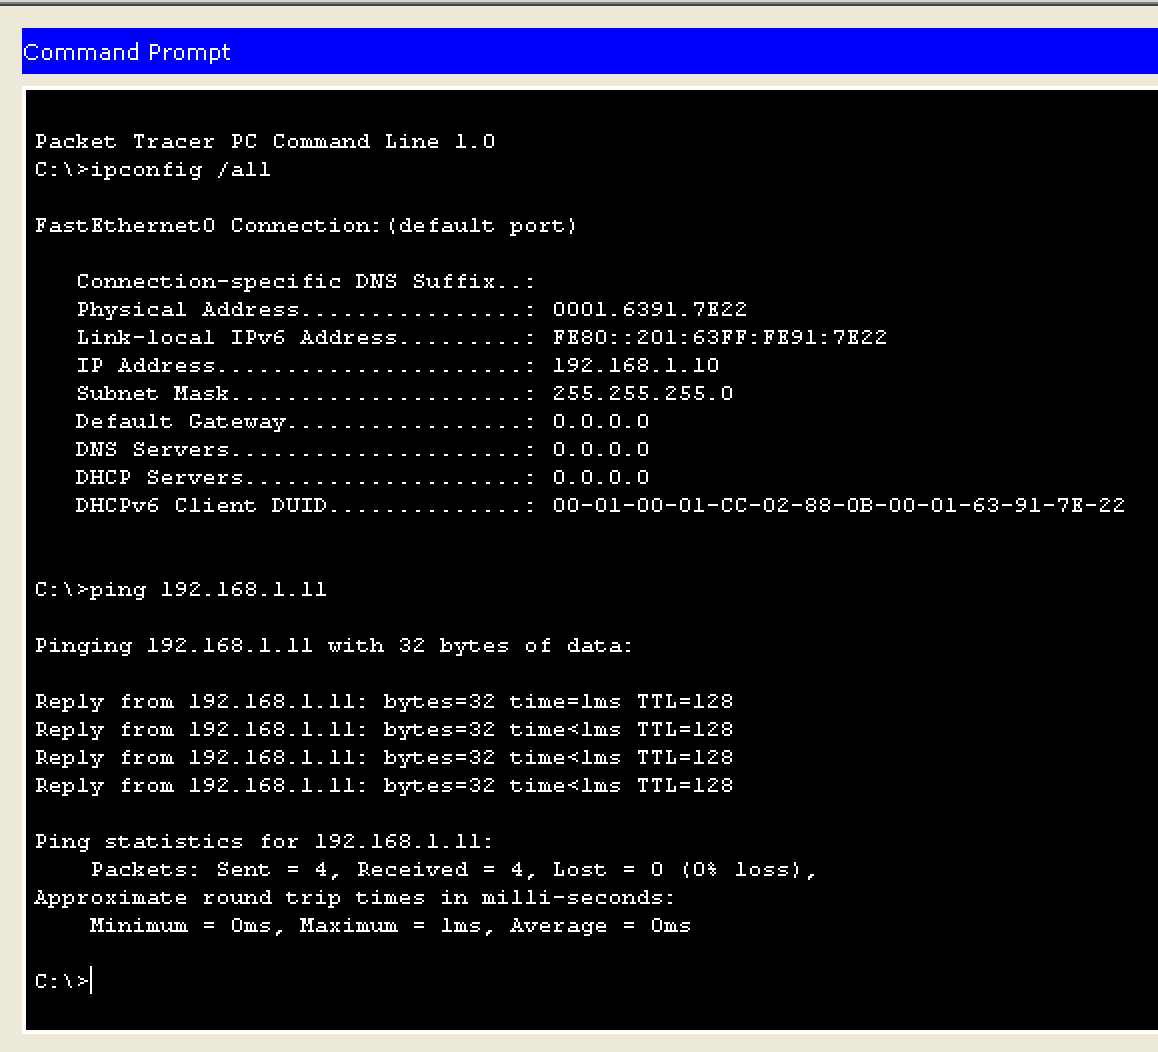 Command Prompt
Packet Tracer PC Command Line 1.0
C:\>ipconfig /all
FastEthernet0 Connection:(default port)
Connection-specific DNS Suffix..:
Physical Address................: 0001.6391.7E22
Link-local IPv6 Address.........: FE80::201:63FF:FE91:7E22
IP Address......................: 192.168.1.10
Subnet Mask.....................: 255.255.255.0
Default Gateway.................: 0.0.0.0
DNS Servers.....................: 0.0.0.0
DHCP Servers....................: 0.0.0.0
DHCPv6 Client DUID..............: 00-01-00-01-CC-02-88-0B-00-01-63-91-7E-22
C:\>ping 192.168.1.11
Pinging 192.168.1.11 with 32 bytes of data:
Reply from 192.168.1.11: bytes=32 time=1ms TTL=128
Reply from 192.168.1.11: bytes=32 time<1ms TTL=128
Reply from 192.168.1.11: bytes=32 time<1ms TTL=128
Reply from 192.168.1.11: bytes=32 time<1ms TTL=128
Ping statistics for 192.168.1.11:
Packets: Sent = 4, Received = 4, Lost = 0 (0% loss),
Approximate round trip times in milli-seconds:
Minimum = 0ms, Maximum = 1ms, Average = 0ms
C:\>